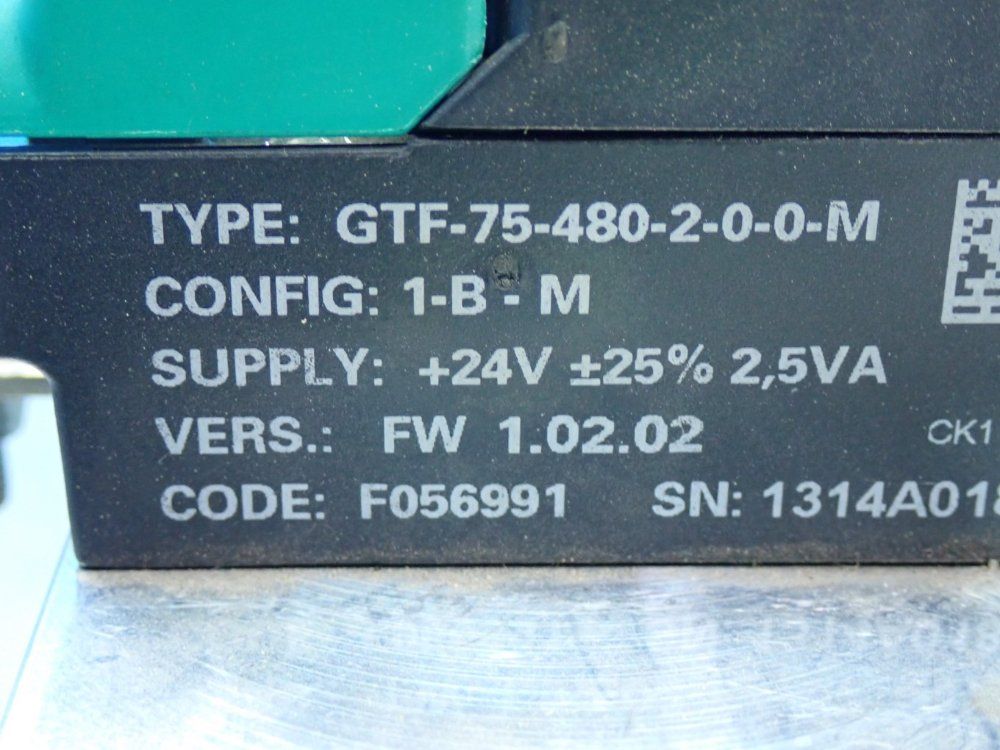 TYPE: GTF-75-480-2-0-0-M
CONFIG: 1-B - M
SUPPLY: +24V ±25% 2,5VA
VERS.: FW 1.02.02
CK1
CODE: F056991 SN: 1314A018